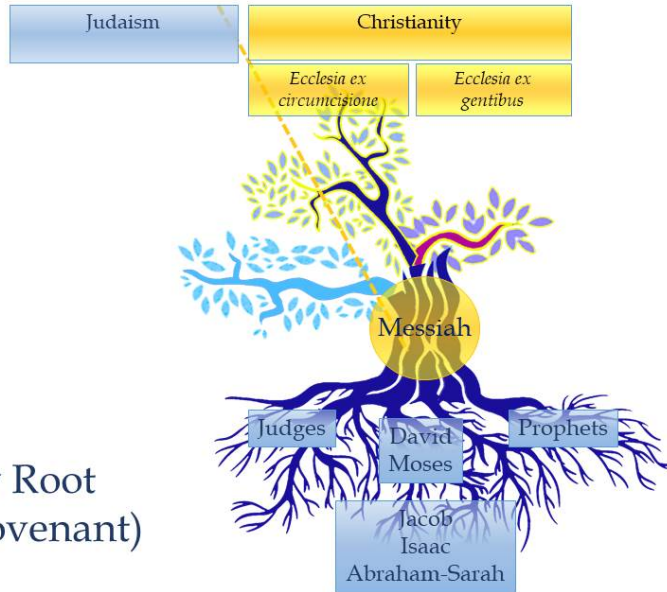 Judaism
Christianity
Ecclesia ex
circumcisione
Ecclesia ex
gentibus
Messiah
Judges
David
Moses
Prophets
Root
ovenant)
Jacob
Isaac
Abraham-Sarah